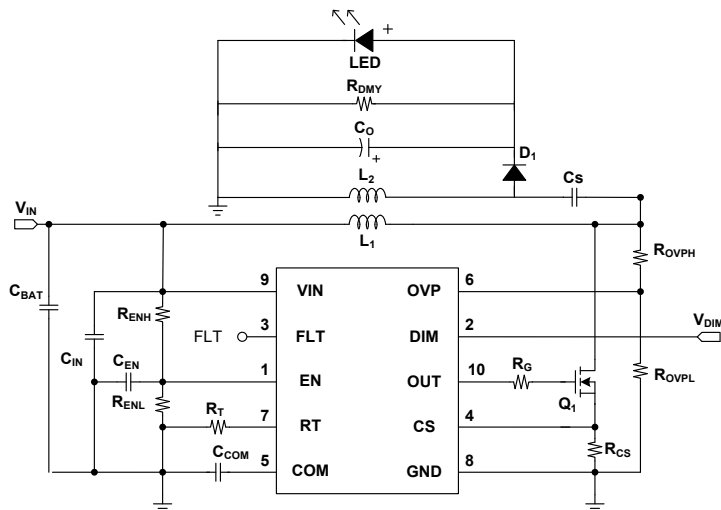 LED
+
RDMY
CO
+
D1
L2
CS
VIN
L1
ROVPH
CBAT
9 VIN OVP 6
RENH
VDIM
FLT 3 FLT DIM 2
CIN CEN
RG
ROVPL
1 EN OUT 10
RENL
RT
Q1
7 RT CS 4
CCOM
RCS
5 COM GND 8